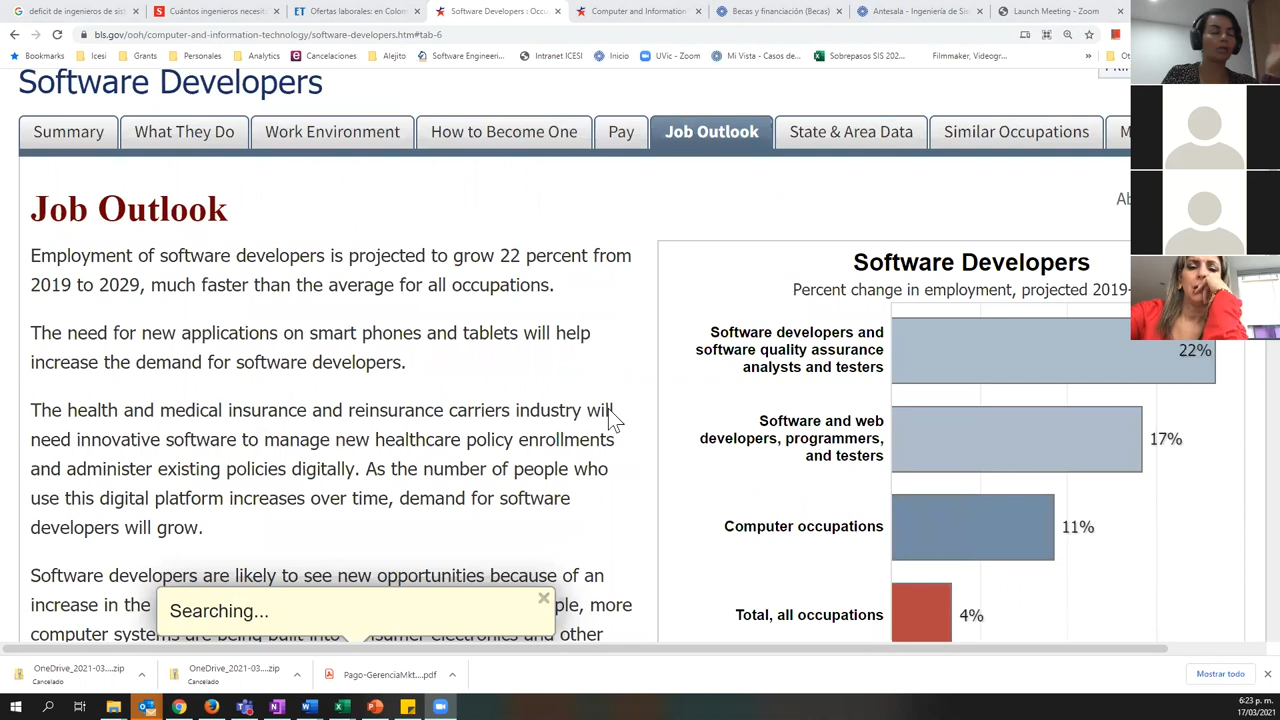 deficit de ingenieros de sist
Cuántos ingenieros necesit
Ofertas laborales: en Colom
Software Developers : Occu
Computer and Information
Becas y financiación (Becas)
Antesala - Ingeniería de Sis
Launch Meeting - Zoom
bls.gov/ooh/computer-and-information-technology/software-developers.htm#tab-6
Bookmarks
Icesi
Grants
Personales
Analytics
Cancelaciones
Alejito
Software Engineeri...
Intranet ICESI
Inicio
UVic - Zoom
Mi Vista - Casos de...
Sobrepasos SIS 202...
Filmmaker, Videogr...
»
Software Developers
Summary
What They Do
Work Environment
How to Become One
Pay
Job Outlook
State & Area Data
Similar Occupations
Job Outlook
Employment of software developers is projected to grow 22 percent from
2019 to 2029, much faster than the average for all occupations.
The need for new applications on smart phones and tablets will help
increase the demand for software developers.
The health and medical insurance and reinsurance carriers industry will
need innovative software to manage new healthcare policy enrollments
and administer existing policies digitally. As the number of people who
use this digital platform increases over time, demand for software
developers will grow.
Software developers are likely to see new opportunities because of an
increase in the
ple, more
computer systems are being built into
other
Searching...
Software Developers
Percent change in employment, projected 2019-
Software developers and
software quality assurance
analysts and testers
22%
Software and web
developers, programmers,
and testers
17%
Computer occupations
11%
Total, all occupations
4%
OneDrive_2021-03....zip
Cancelado
OneDrive_2021-03....zip
Cancelado
Pago-GerenciaMkt....pdf
Mostrar todo
6:23 p. m.
17/03/2021